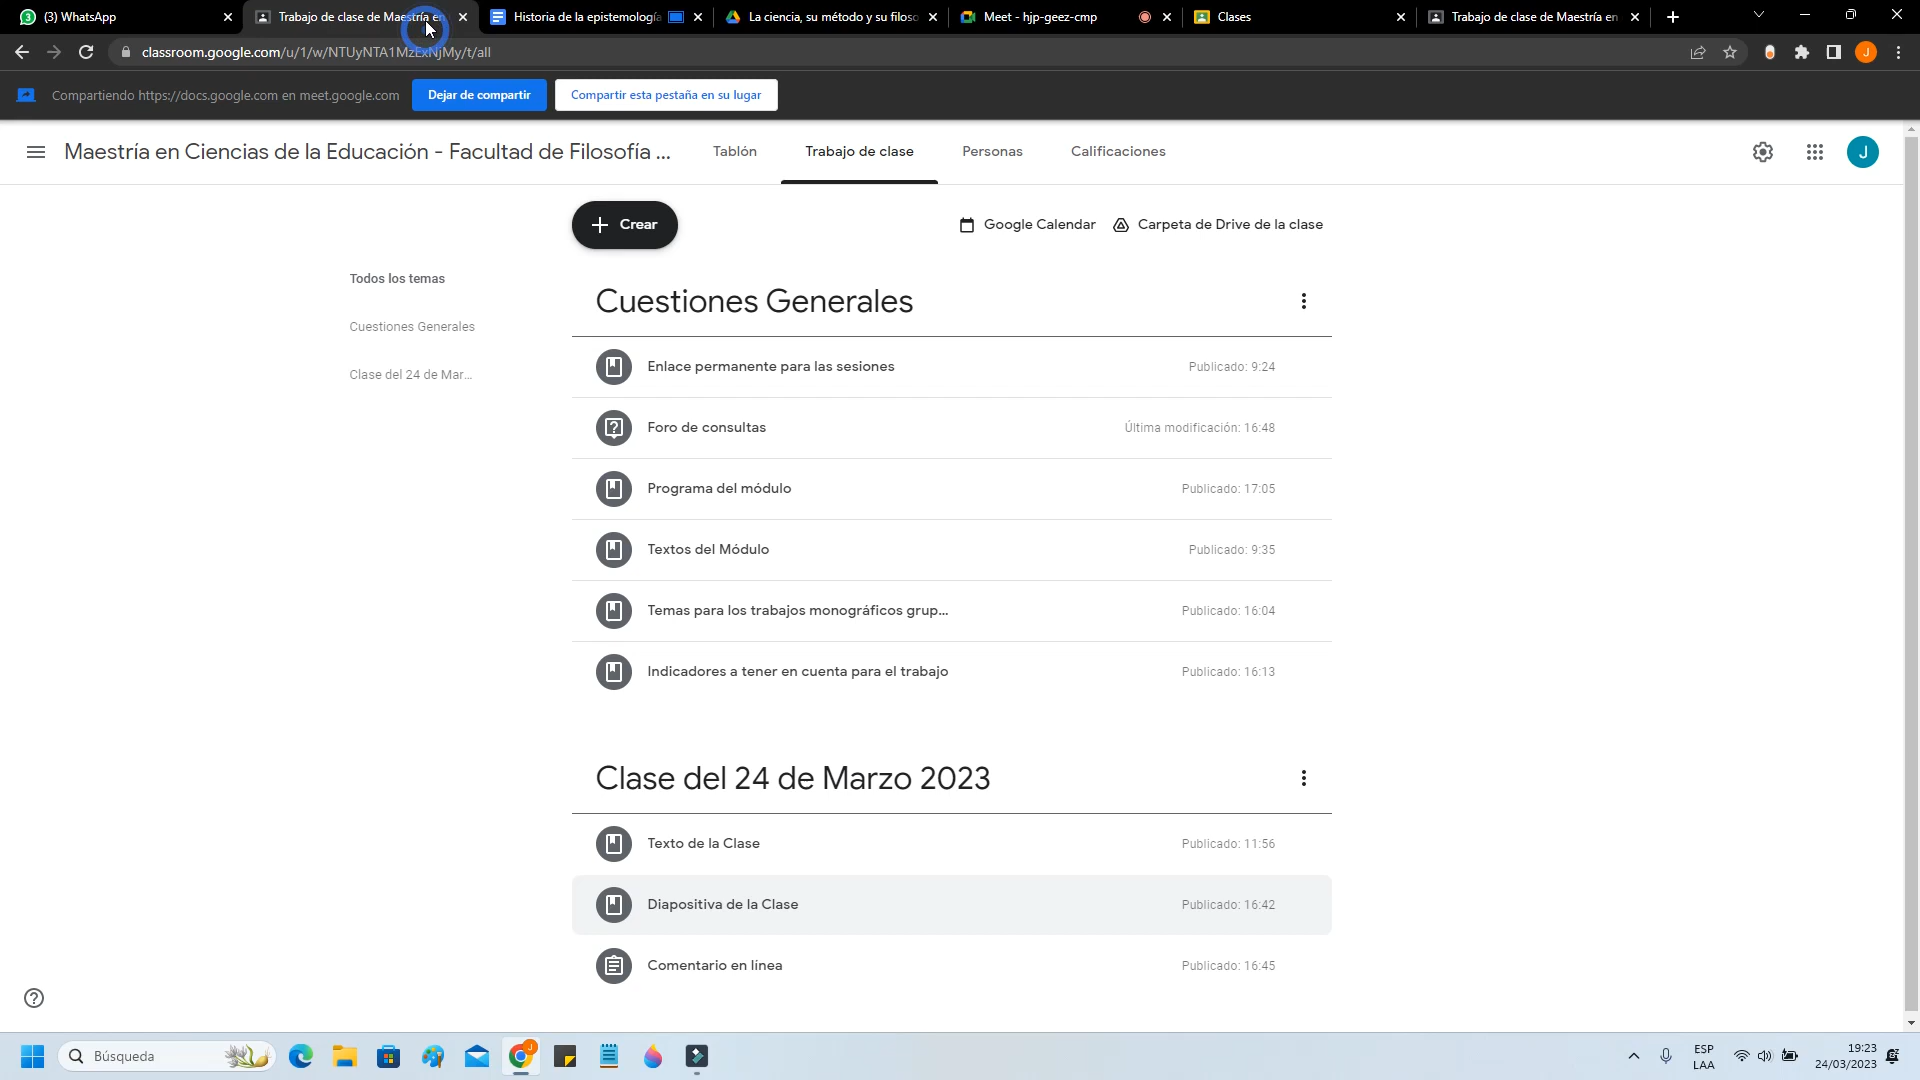 (3) WhatsApp
Trabajo de clase de Maestría en
Historia de la epistemología
La ciencia, su método y su filoso
Meet - hjp-geez-cmp
Clases
Trabajo de clase de Maestría en
classroom.google.com/u/1/w/NTUyNTA1MzExNjMy/t/all
J
Compartiendo https://docs.google.com en meet.google.com
Dejar de compartir
Compartir esta pestaña en su lugar
Maestría en Ciencias de la Educación - Facultad de Filosofía ...
Tablón
Trabajo de clase
Personas
Calificaciones
J
Crear
Google Calendar
Carpeta de Drive de la clase
Todos los temas
Cuestiones Generales
Clase del 24 de Mar...
Cuestiones Generales
Enlace permanente para las sesiones Publicado: 9:24
Foro de consultas Última modificación: 16:48
Programa del módulo Publicado: 17:05
Textos del Módulo Publicado: 9:35
Temas para los trabajos monográficos grup... Publicado: 16:04
Indicadores a tener en cuenta para el trabajo Publicado: 16:13
Clase del 24 de Marzo 2023
Texto de la Clase Publicado: 11:56
Diapositiva de la Clase Publicado: 16:42
Comentario en línea Publicado: 16:45
Búsqueda
ESP
LAA
19:23
24/03/2023